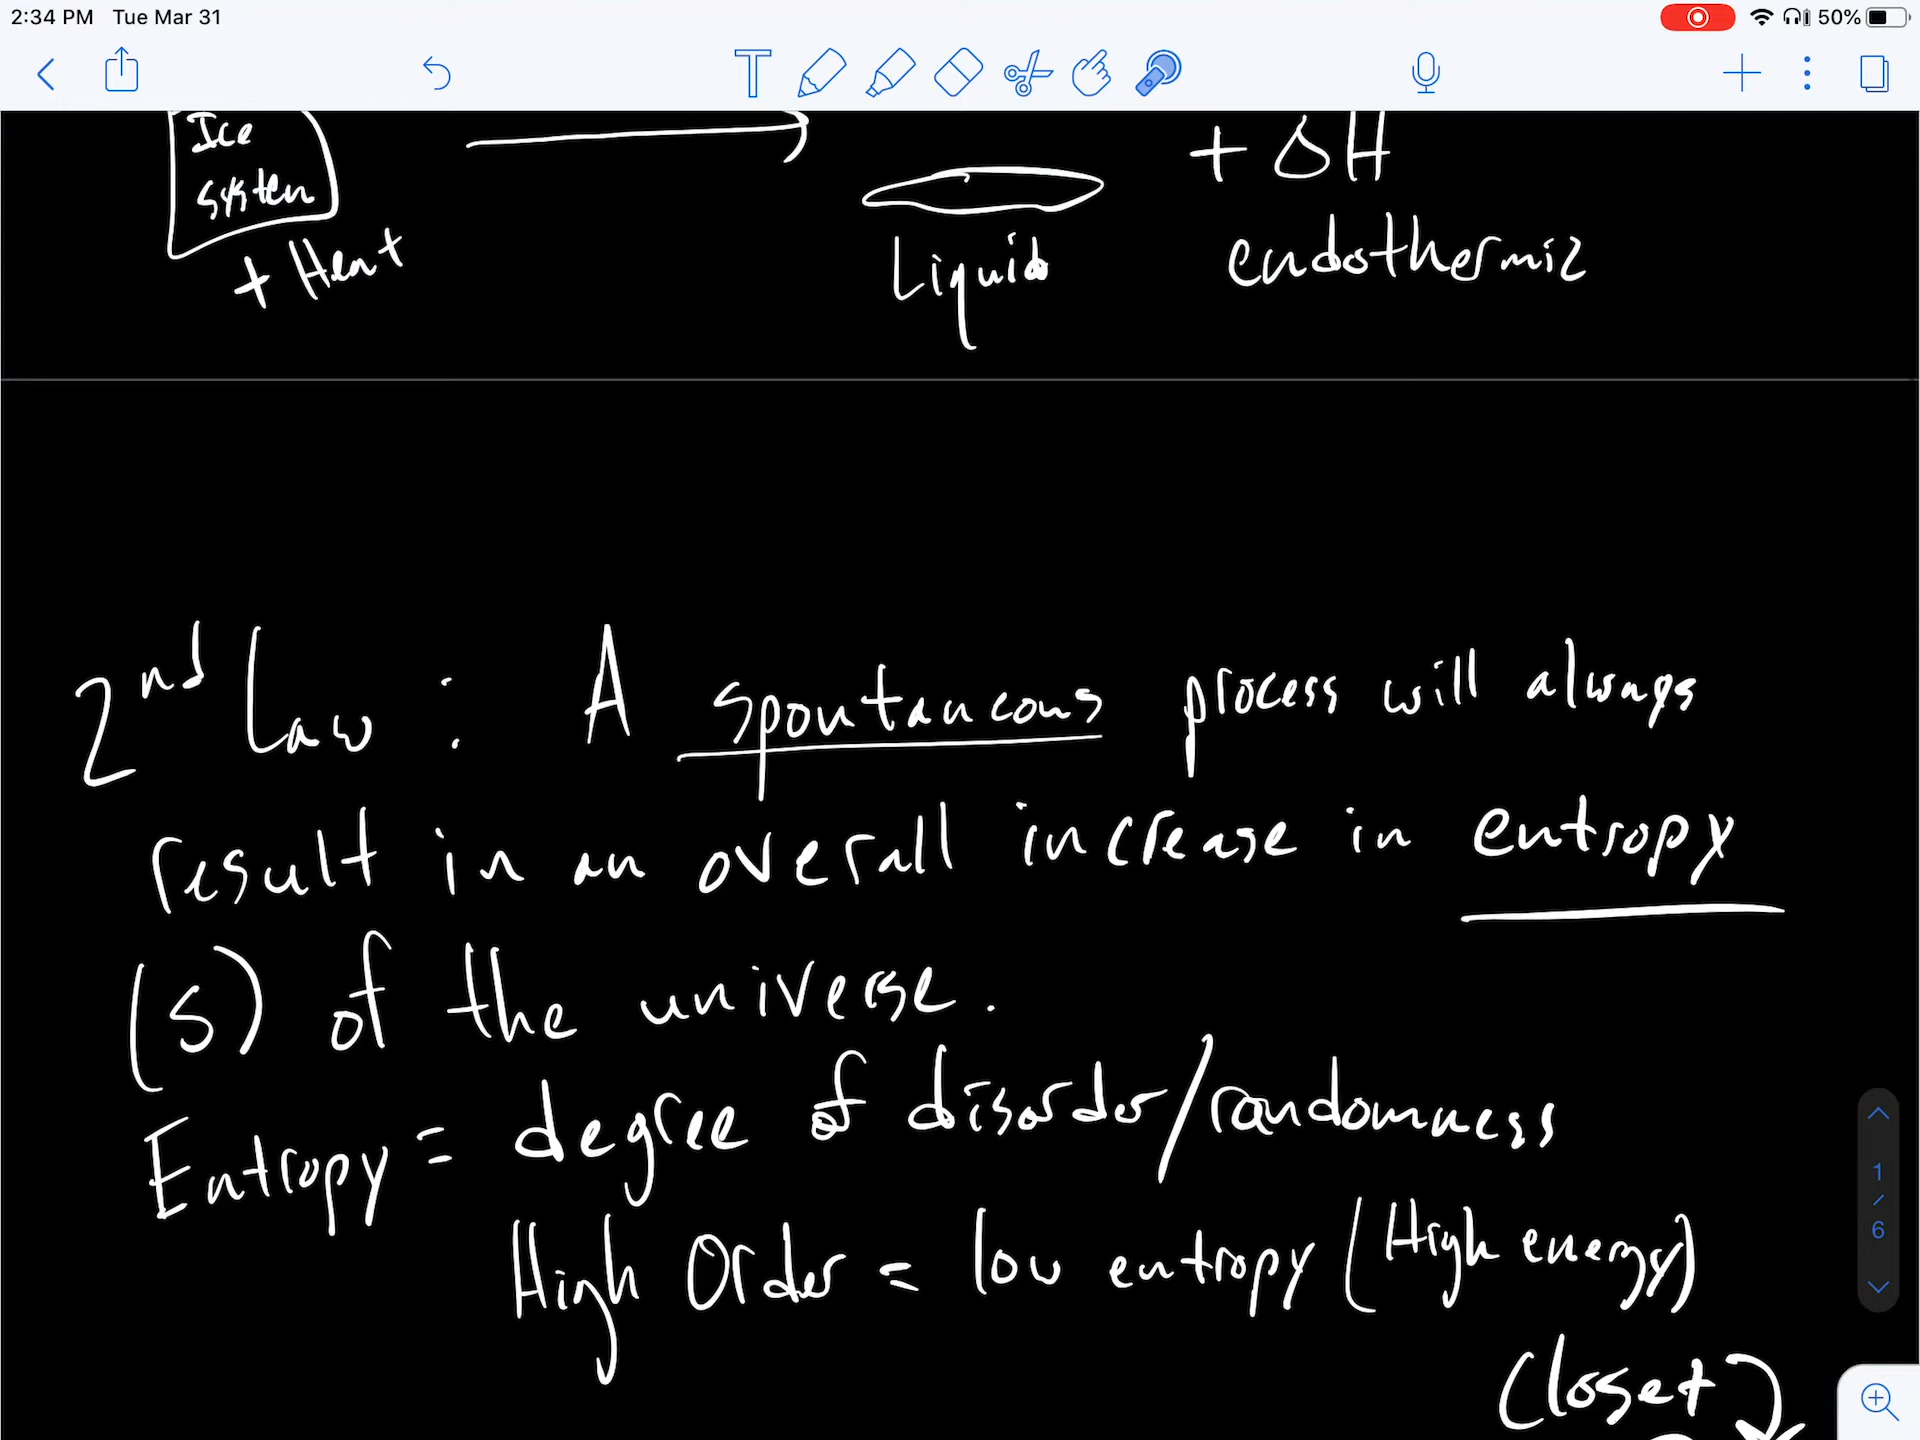 2:34 PM Tue Mar 31 50%
T
Ice
system
+ Heat
Liquid
+ ΔH
endothermic
2nd Law : A spontaneous process will always
result in an overall increase in entropy
(S) of the universe.
Entropy = degree of disorder/randomness
High Order = low entropy (High energy)
Closet
1
/
6